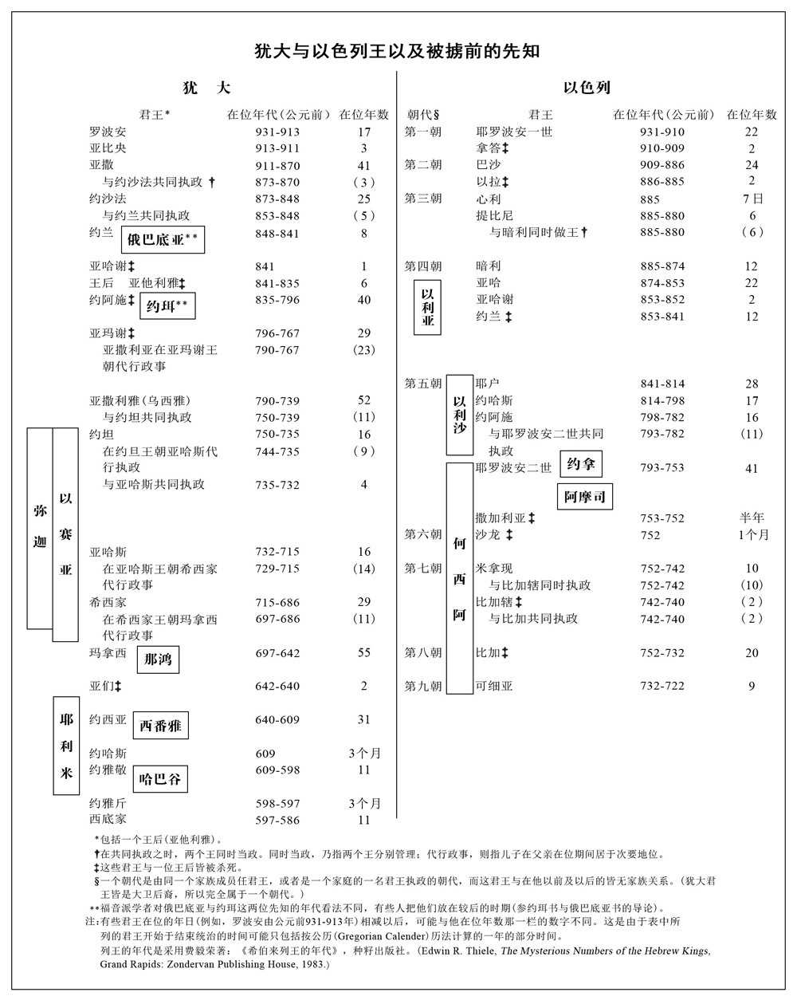 犹大与以色列王以及被掳前的先知
犹 大
君王* 在位年代(公元前) 在位年数
罗波安 931-913 17
亚比央 913-911 3
亚撒 911-870 41
与约沙法共同执政 † 873-870 (3)
约沙法 873-848 25
与约兰共同执政 853-848 (5)
约兰 俄巴底亚** 848-841 8
亚哈谢‡ 841 1
王后 亚他利雅‡ 841-835 6
约阿施‡ 约珥** 835-796 40
亚玛谢‡ 796-767 29
亚撒利亚在亚玛谢王 790-767 (23)
朝代行政事
亚撒利雅(乌西雅) 790-739 52
与约坦共同执政 750-739 (11)
约坦 750-735 16
在约旦王朝亚哈斯代 744-735 (9)
行执政
与亚哈斯共同执政 735-732 4
弥迦
以赛亚
亚哈斯 732-715 16
在亚哈斯王朝希西家 729-715 (14)
代行政事
希西家 715-686 29
在希西家王朝玛拿西 697-686 (11)
代行政事
玛拿西 那鸿 697-642 55
亚们‡ 642-640 2
耶利米
约西亚 西番雅 640-609 31
约哈斯 609 3个月
约雅敬 哈巴谷 609-598 11
约雅斤 598-597 3个月
西底家 597-586 11
以色列
朝代§ 君王 在位年代(公元前) 在位年数
第一朝 耶罗波安一世 931-910 22
拿答‡ 910-909 2
第二朝 巴沙 909-886 24
以拉‡ 886-885 2
第三朝 心利 885 7日
提比尼 885-880 6
与暗利同时做王† 885-880 (6)
第四朝 暗利 885-874 12
以利亚
亚哈 874-853 22
亚哈谢 853-852 2
约兰‡ 853-841 12
第五朝 耶户 841-814 28
以利沙
约哈斯 814-798 17
约阿施 798-782 16
与耶罗波安二世共同 793-782 (11)
执政
耶罗波安二世 约拿 793-753 41
阿摩司
何西阿
撒加利亚‡ 753-752 半年
第六朝 沙龙‡ 752 1个月
第七朝 米拿现 752-742 10
与比加辖同时执政 752-742 (10)
比加辖‡ 742-740 (2)
与比加共同执政 742-740 (2)
第八朝 比加‡ 752-732 20
第九朝 可细亚 732-722 9
*包括一个王后(亚他利雅)。
†在共同执政之时，两个王同时当政。同时当政，乃指两个王分别管理；代行政事，则指儿子在父亲在位期间居于次要地位。
‡这些君王与一位王后皆被杀死。
§一个朝代是由同一个家族成员任君王，或者是一个家庭的一名君王执政的朝代，而这君王与在他以前及以后的皆无家族关系。(犹大君
王皆是大卫后裔，所以完全属于一个朝代。)
**福音派学者对俄巴底亚与约珥这两位先知的年代看法不同，有些人把他们放在较后的时期(参约珥书与俄巴底亚书的导论)。
注:有些君王在位的年日(例如，罗波安由公元前931-913年)相减以后，可能与他在位年数那一栏的数字不同。这是由于表中所
列的君王开始于结束统治的时间可能只包括按公历(Gregorian Calender)历法计算的一年的部分时间。
列王的年代是采用费毅荣著：《希伯来列王的年代》，种籽出版社。(Edwin R. Thiele, The Mysterious Numbers of the Hebrew Kings,
Grand Rapids: Zondervan Publishing House, 1983.)